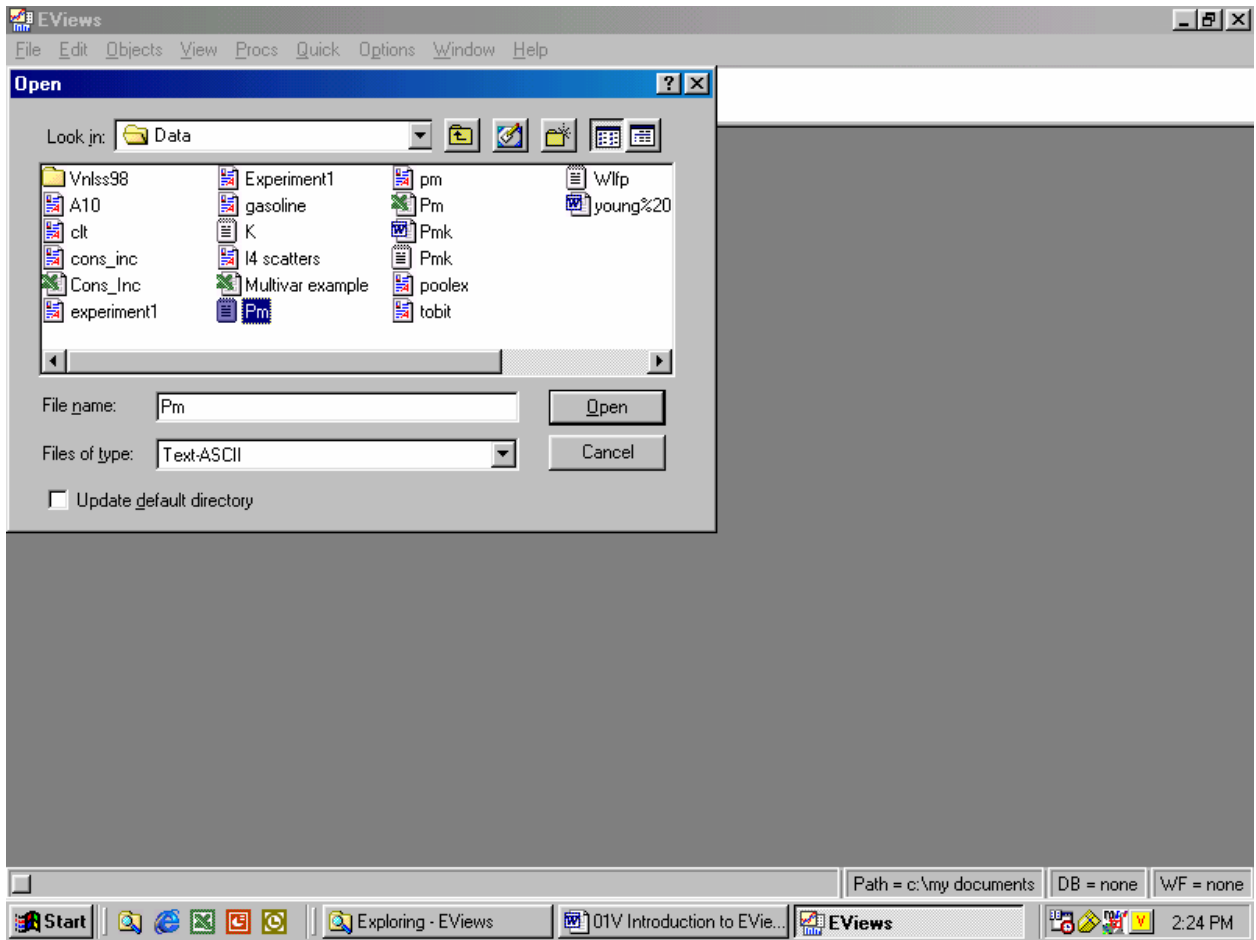 EViews
File Edit Objects View Procs Quick Options Window Help
Open
Look in: Data
Vnlss98 Experiment1 pm Wlfp
A10 gasoline Pm young%20
clt K Pmk
cons_inc l4 scatters Pmk
Cons_Inc Multivar example poolex
experiment1 Pm tobit
File name: Pm Open
Files of type: Text-ASCII Cancel
Update default directory
Path = c:\my documents DB = none WF = none
Start Exploring - EViews 01V Introduction to EVie... EViews 2:24 PM